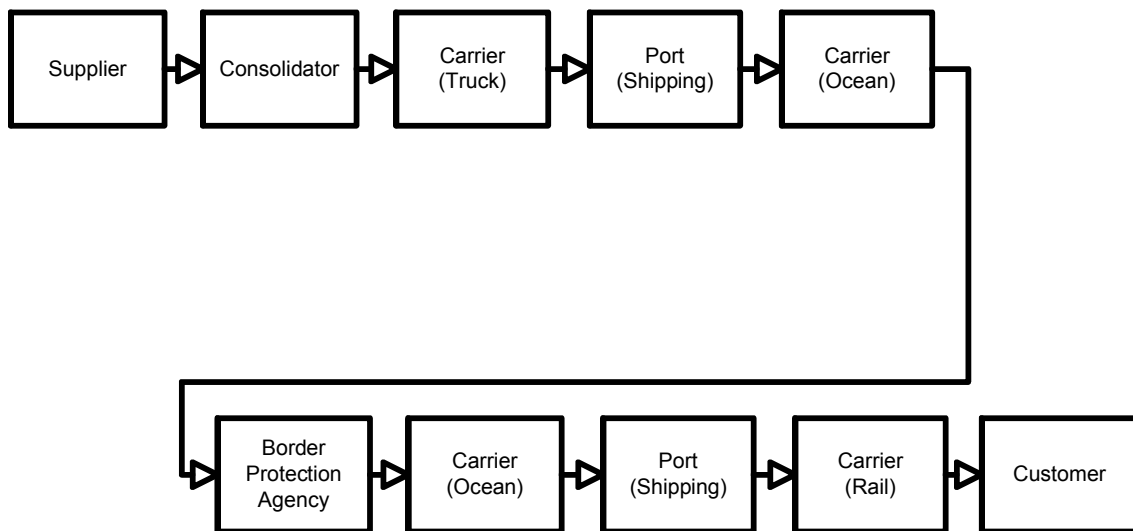 Supplier
Consolidator
Carrier
(Truck)
Port
(Shipping)
Carrier
(Ocean)
Border
Protection
Agency
Carrier
(Ocean)
Port
(Shipping)
Carrier
(Rail)
Customer